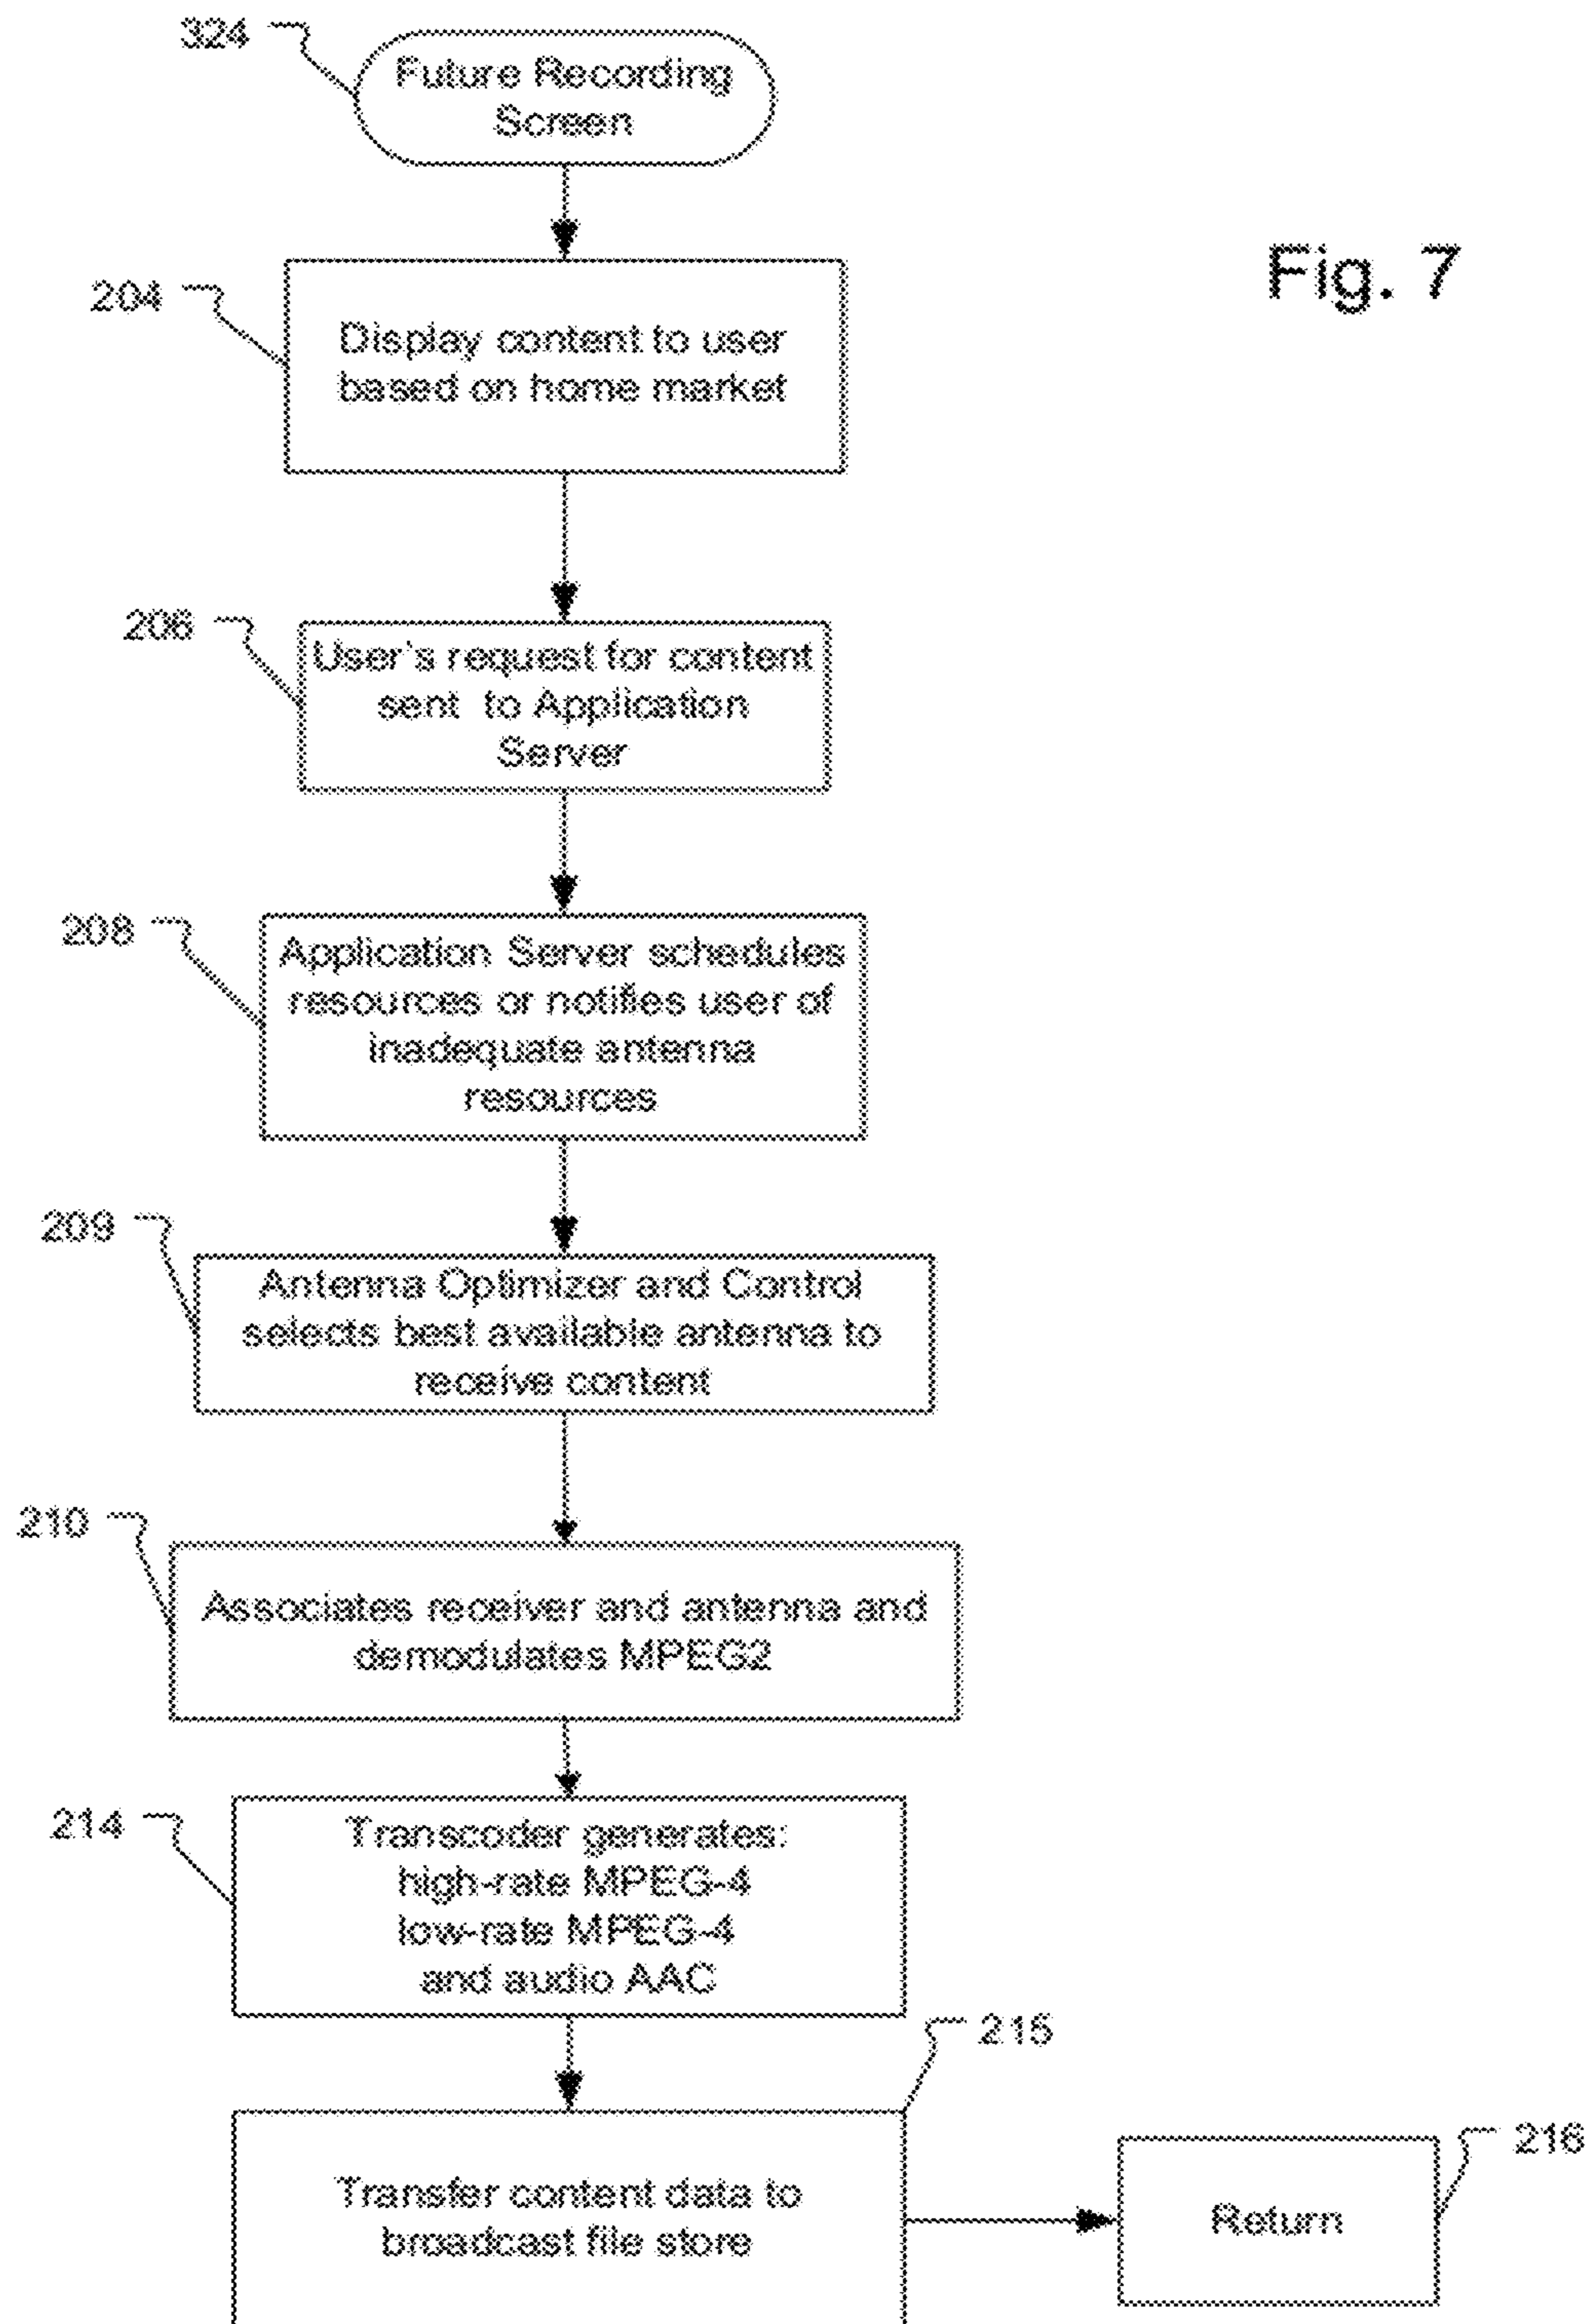 324
Future Recording
Screen
Fig. 7
204
Display content to user
based on home market
206
User's request for content
sent to Application
Server
208
Application Server schedules
resources or notifies user of
inadequate antenna
resources
209
Antenna Optimizer and Control
selects best available antenna to
receive content
210
Associates receiver and antenna and
demodulates MPEG2
214
Transcoder generates:
high-rate MPEG-4
low-rate MPEG-4
and audio AAC
215
Transfer content data to
broadcast file store
216
Return